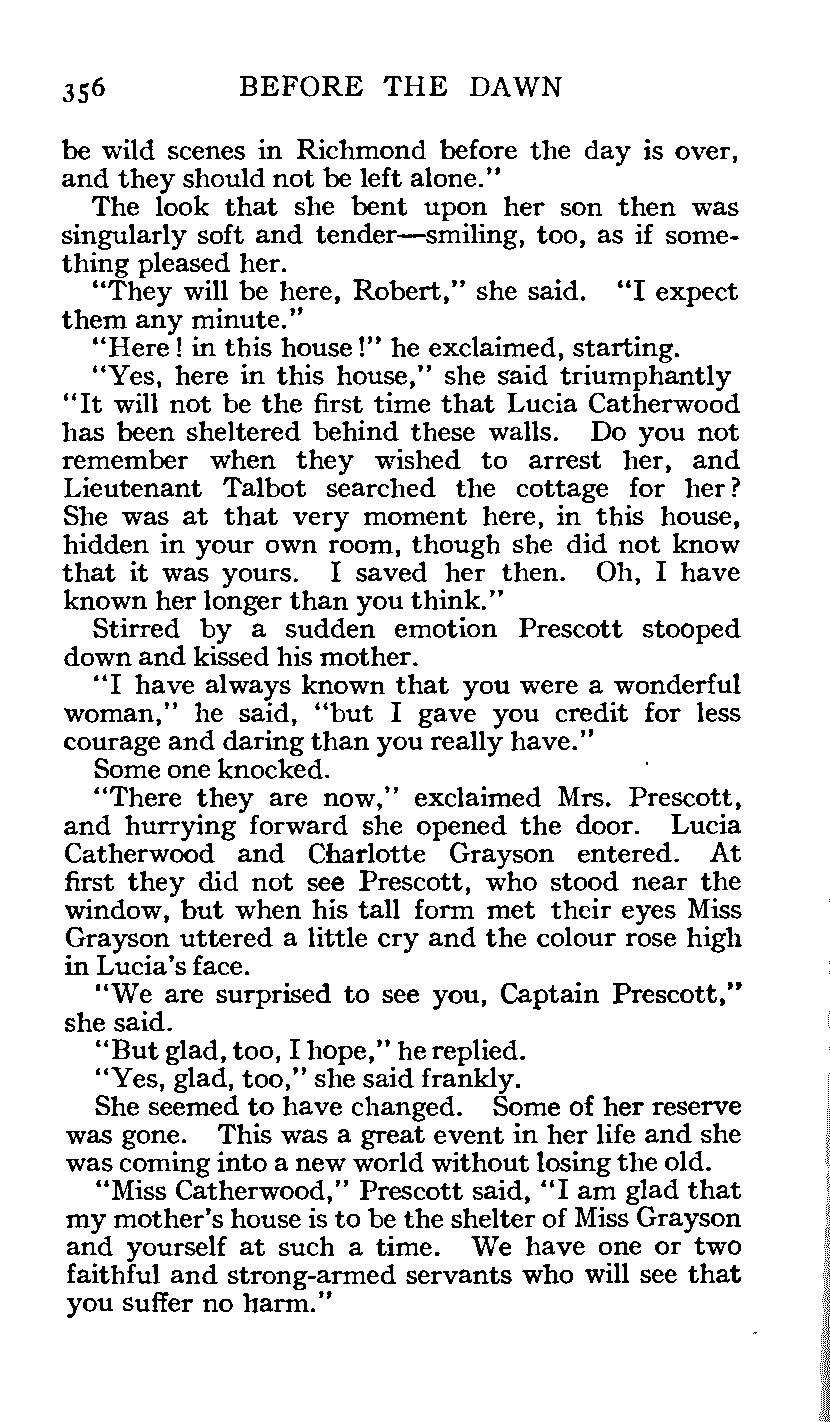 356 BEFORE THE DAWN
be wild scenes in Richmond before the day is over,
and they should not be left alone."
The look that she bent upon her son then was
singularly soft and tender—smiling, too, as if some-
thing pleased her.
"They will be here, Robert," she said. "I expect
them any minute."
"Here! in this house!" he exclaimed, starting.
"Yes, here in this house," she said triumphantly
"It will not be the first time that Lucia Catherwood
has been sheltered behind these walls. Do you not
remember when they wished to arrest her, and
Lieutenant Talbot searched the cottage for her?
She was at that very moment here, in this house,
hidden in your own room, though she did not know
that it was yours. I saved her then. Oh, I have
known her longer than you think."
Stirred by a sudden emotion Prescott stooped
down and kissed his mother.
"I have always known that you were a wonderful
woman," he said, "but I gave you credit for less
courage and daring than you really have."
Some one knocked.
"There they are now," exclaimed Mrs. Prescott,
and hurrying forward she opened the door. Lucia
Catherwood and Charlotte Grayson entered. At
first they did not see Prescott, who stood near the
window, but when his tall form met their eyes Miss
Grayson uttered a little cry and the colour rose high
in Lucia's face.
"We are surprised to see you, Captain Prescott,"
she said.
"But glad, too, I hope," he replied.
"Yes, glad, too," she said frankly.
She seemed to have changed. Some of her reserve
was gone. This was a great event in her life and she
was coming into a new world without losing the old.
"Miss Catherwood," Prescott said, "I am glad that
my mother's house is to be the shelter of Miss Grayson
and yourself at such a time. We have one or two
faithful and strong-armed servants who will see that
you suffer no harm."